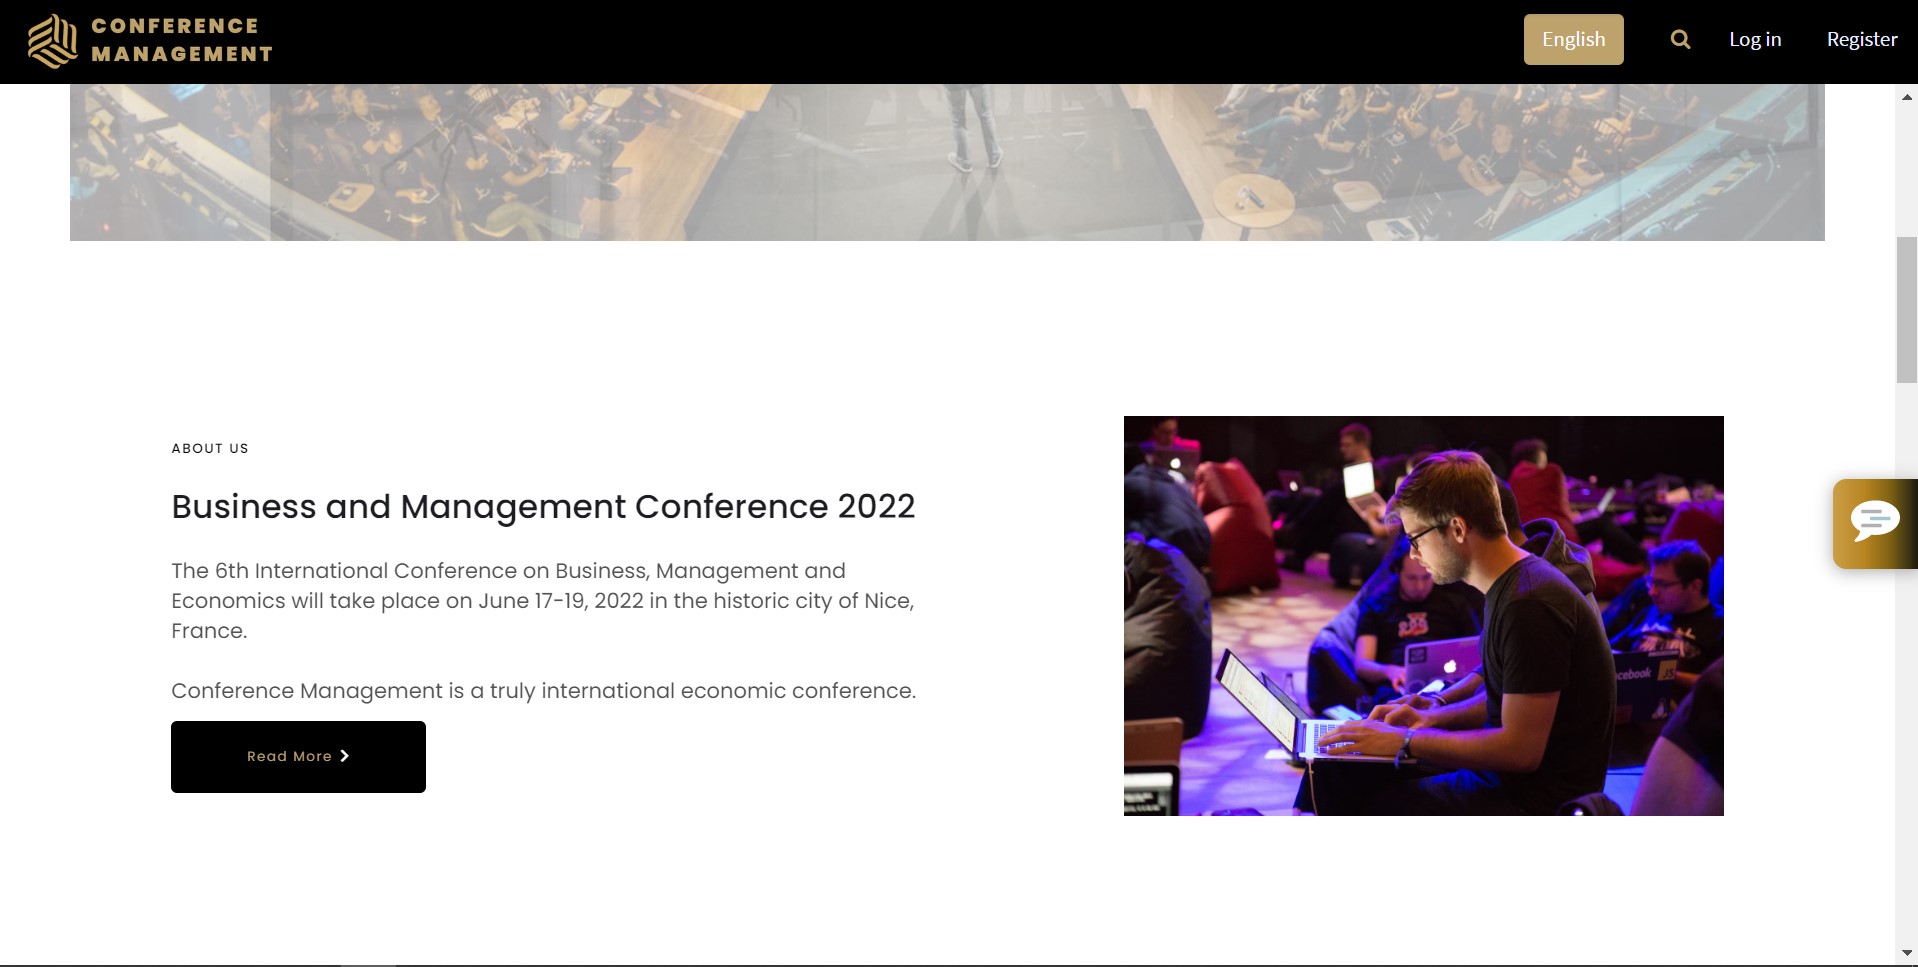 CONFERENCE
MANAGEMENT
English
Log in
Register
ABOUT US
Business and Management Conference 2022
The 6th International Conference on Business, Management and
Economics will take place on June 17-19, 2022 in the historic city of Nice,
France.
Conference Management is a truly international economic conference.
Read More
cebook
JS